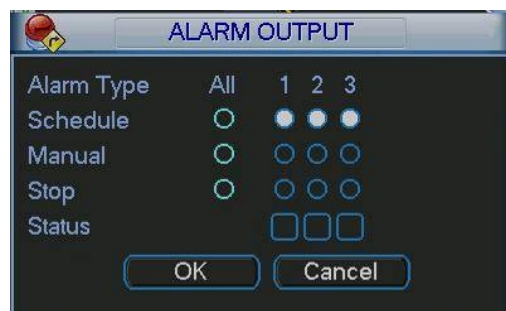 ALARM OUTPUT
Alarm Type All 1 2 3
Schedule
Manual
Stop
Status
OK Cancel